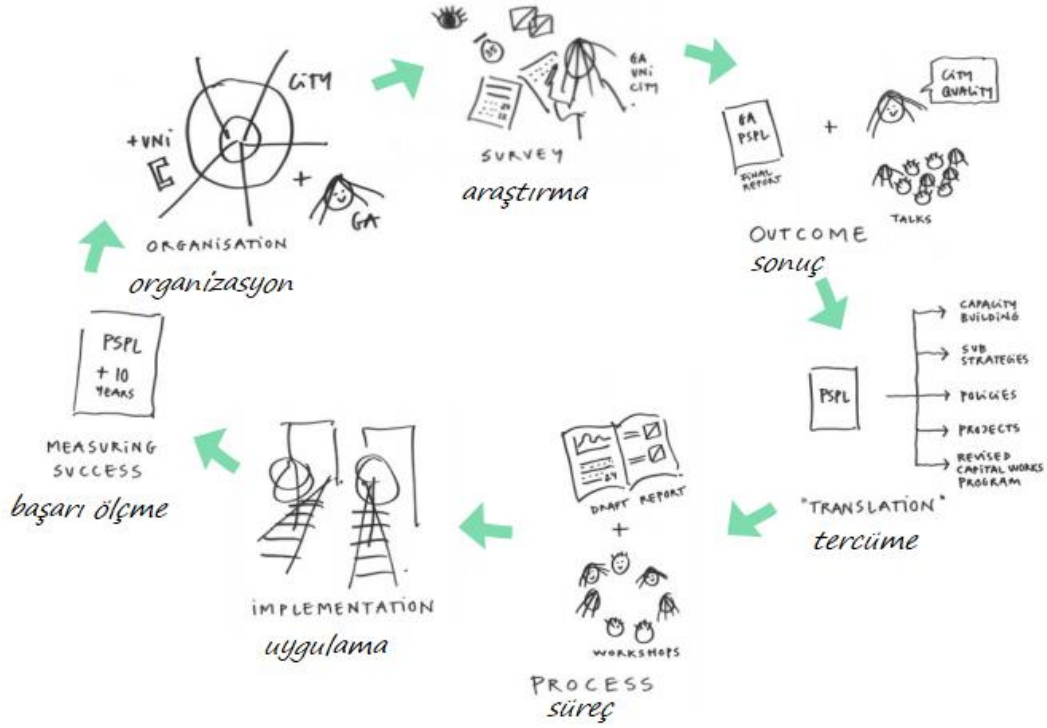 CITY
+UNI
+
GA
ORGANISATION
organizasyon
35
GA
UNI
CITY
SURVEY
araştırma
GA
PSPL
FINAL
REPORT
+
CITY
QUALITY
TALKS
OUTCOME
sonuç
PSPL
CAPACITY
BUILDING
SUB
STRATEGIES
POLICIES
PROJECTS
REVISED
CAPITAL WORKS
PROGRAM
"TRANSLATION"
tercüme
DRAFT REPORT
+
WORKSHOPS
PROCESS
süreç
IMPLEMENTATION
uygulama
PSPL
+ 10
YEARS
MEASURING
SUCCESS
başarı ölçme